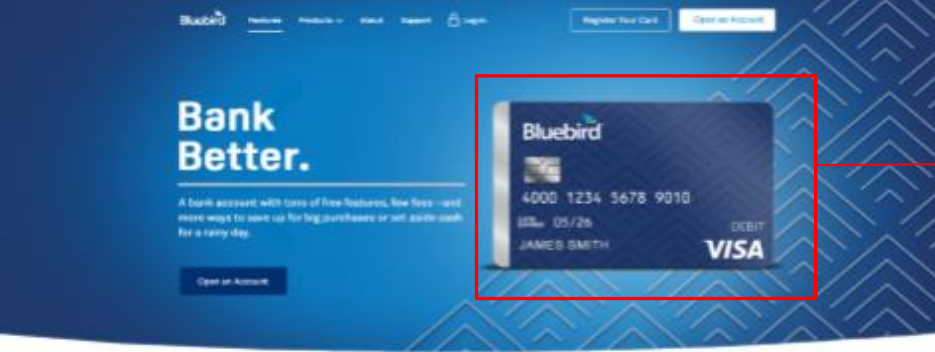 Bluebird Features Products About Support Log In Register Your Card Open an Account
Bank
Better.
A bank account with tons of free features, few fees—and
more ways to save up for big purchases or set aside cash
for a rainy day.
Open an Account
Bluebird
4000 1234 5678 9010
05/26
JAMES SMITH
DEBIT
VISA